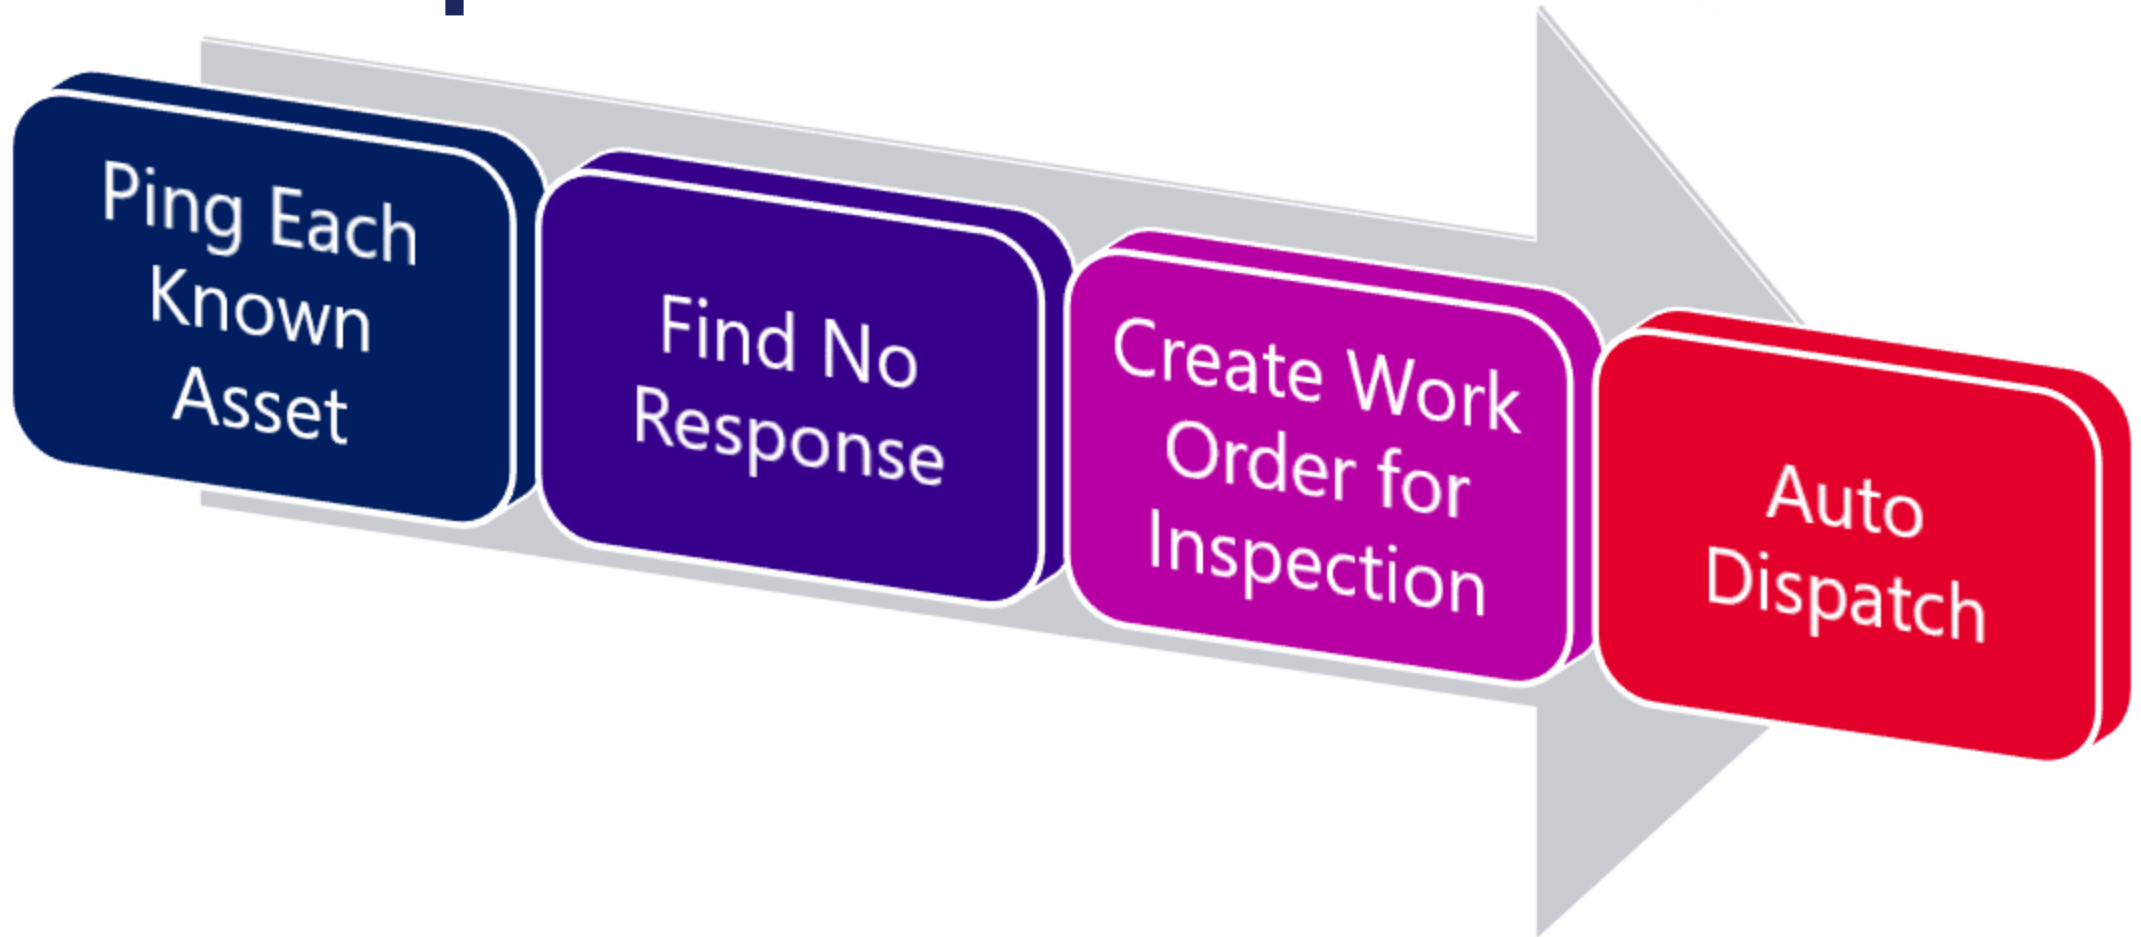 Ping Each
Known
Asset
Find No
Response
Create Work
Order for
Inspection
Auto
Dispatch